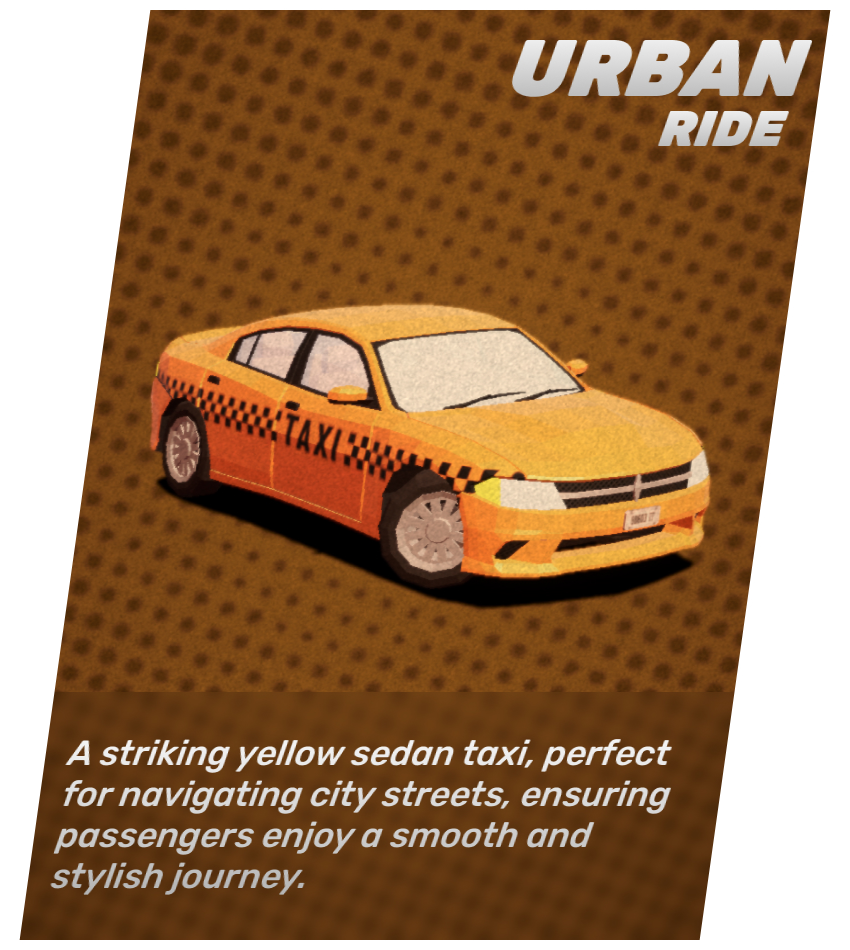 URBAN
RIDE
TAXI
A striking yellow sedan taxi, perfect
for navigating city streets, ensuring
passengers enjoy a smooth and
stylish journey.